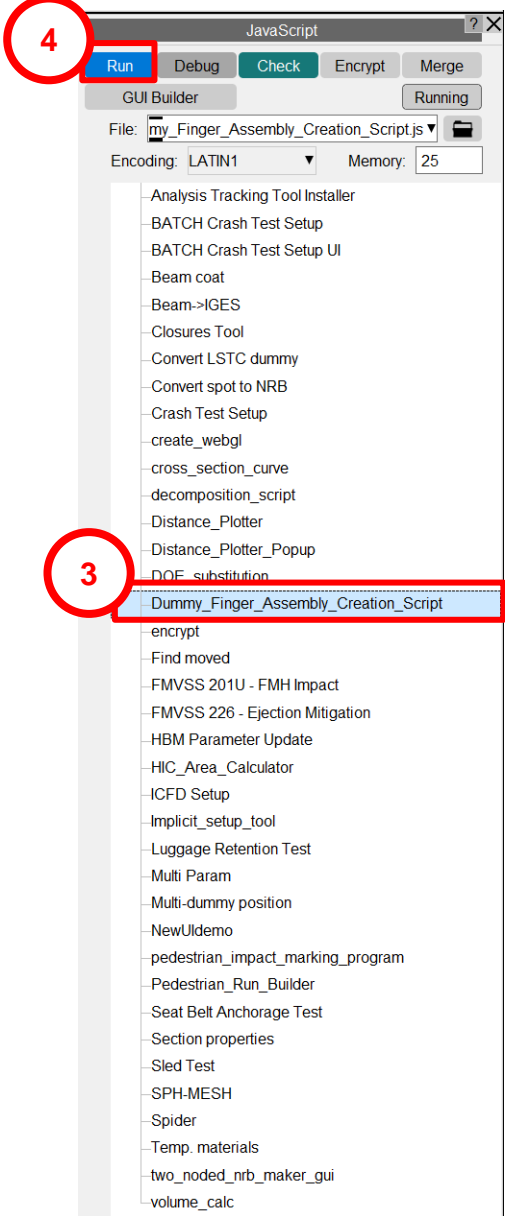 4
JavaScript ? X
Run Debug Check Encrypt Merge
GUI Builder Running
File: my_Finger_Assembly_Creation_Script.js
Encoding: LATIN1 Memory: 25
Analysis Tracking Tool Installer
BATCH Crash Test Setup
BATCH Crash Test Setup UI
Beam coat
Beam->IGES
Closures Tool
Convert LSTC dummy
Convert spot to NRB
Crash Test Setup
create_webgl
cross_section_curve
decomposition_script
Distance_Plotter
Distance_Plotter_Popup
DOE_substitution
3
Dummy_Finger_Assembly_Creation_Script
encrypt
Find moved
FMVSS 201U - FMH Impact
FMVSS 226 - Ejection Mitigation
HBM Parameter Update
HIC_Area_Calculator
ICFD Setup
Implicit_setup_tool
Luggage Retention Test
Multi Param
Multi-dummy position
NewUIdemo
pedestrian_impact_marking_program
Pedestrian_Run_Builder
Seat Belt Anchorage Test
Section properties
Sled Test
SPH-MESH
Spider
Temp. materials
two_noded_nrb_maker_gui
volume_calc